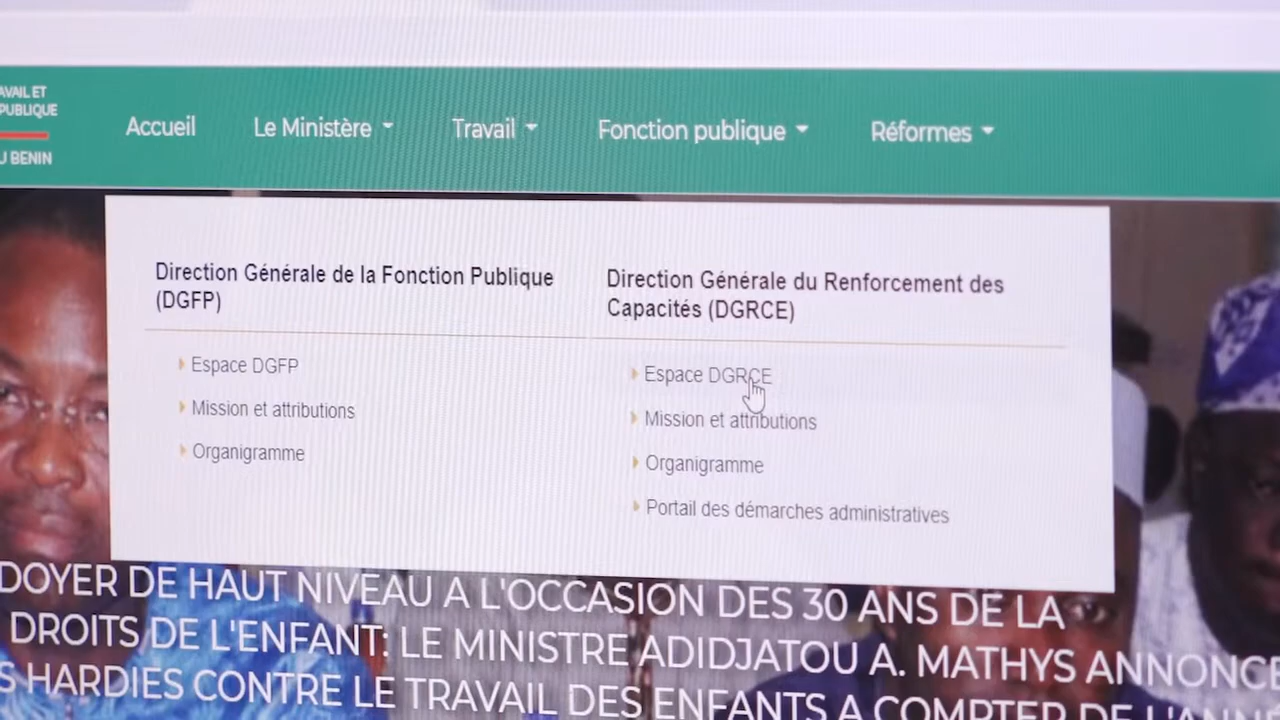 AVAIL ET
PUBLIQUE
U BENIN
Accueil
Le Ministère
Travail
Fonction publique
Réformes
Direction Générale de la Fonction Publique
(DGFP)
Espace DGFP
Mission et attributions
Organigramme
Direction Générale du Renforcement des
Capacités (DGRCE)
Espace DGRCE
Mission et attributions
Organigramme
Portail des démarches administratives
DOYER DE HAUT NIVEAU A L'OCCASION DES 30 ANS DE LA
DROITS DE L'ENFANT: LE MINISTRE ADIDJATOU A. MATHYS ANNONCE
S HARDIES CONTRE LE TRAVAIL DES ENFANTS A COMPTER DE L'ANNE